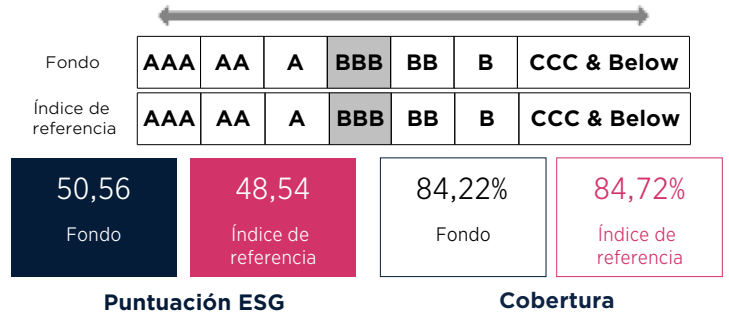 Fondo AAA AA A BBB BB B CCC & Below
Índice de
referencia AAA AA A BBB BB B CCC & Below
50,56
Fondo
48,54
Índice de
referencia
84,22%
Fondo
84,72%
Índice de
referencia
Puntuación ESG
Cobertura